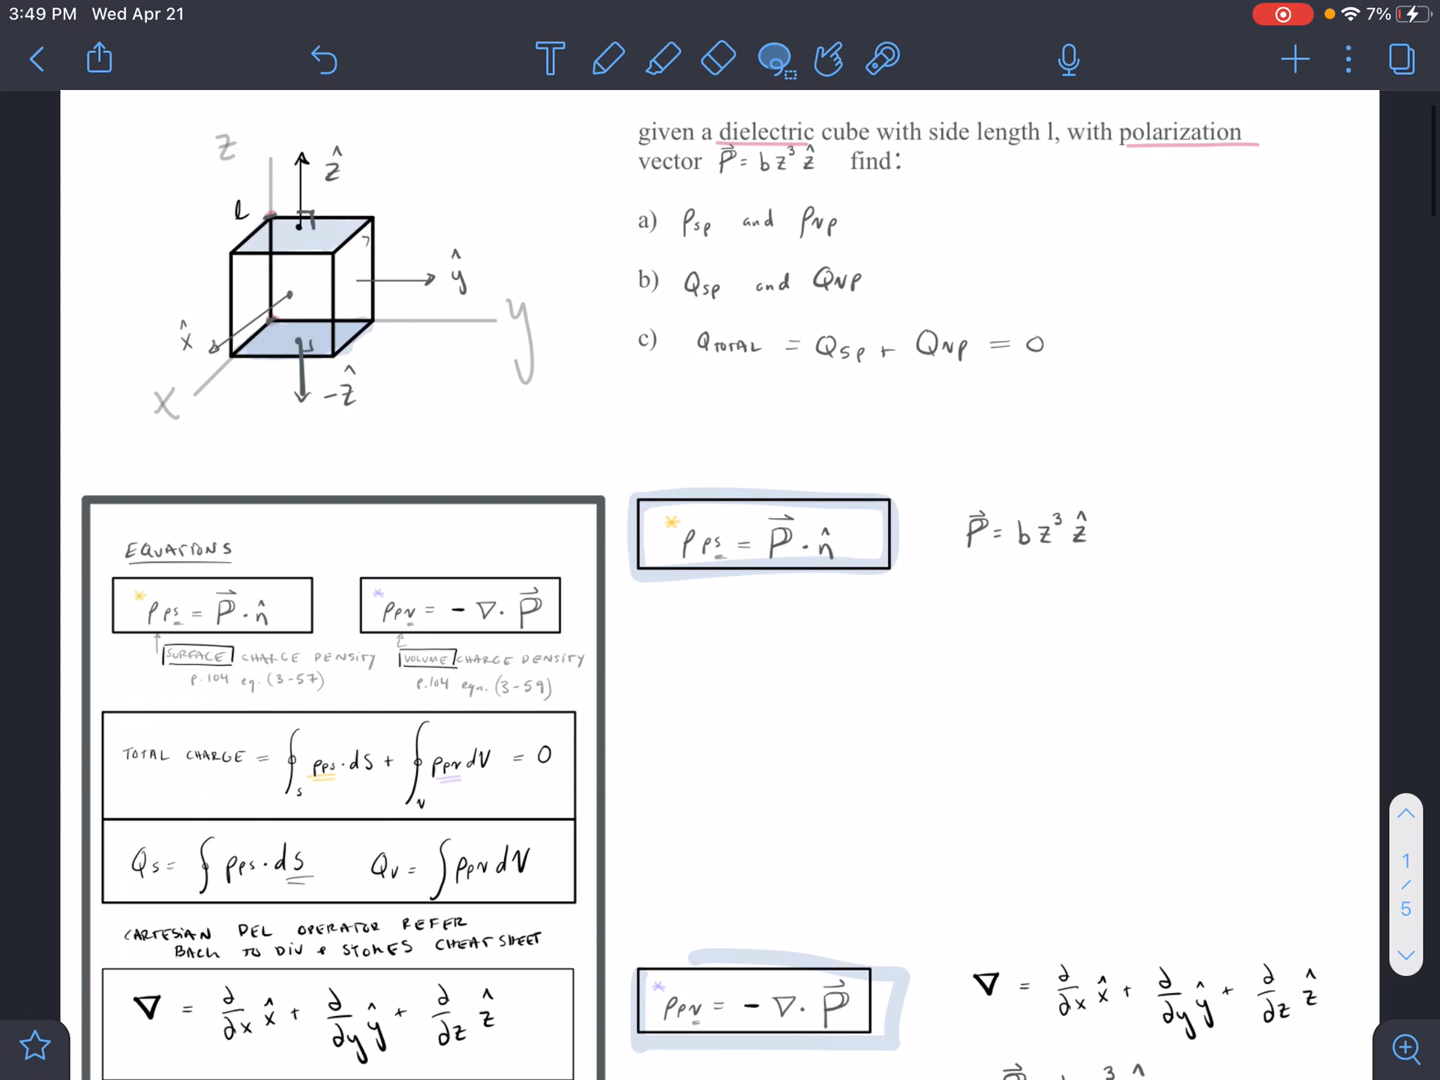 3:49 PM Wed Apr 21
7%
given a dielectric cube with side length l, with polarization
vector P⃗ = bz³ ẑ find:
a) ρsp and ρvp
b) Qsp and Qvp
c) QTOTAL = Qsp + Qvp = 0
z
ẑ
l
ŷ
y
x̂
x
-ẑ
EQUATIONS
* ρps = P⃗ · n̂
* ρpv = - ∇ · P⃗
SURFACE CHARGE DENSITY
P.104 eq. (3-57)
VOLUME CHARGE DENSITY
P.104 eqn. (3-59)
TOTAL CHARGE = ∮s ρps · dS + ∮v ρpv dV = 0
Qs = ∮ ρps · ds Qv = ∫ ρpv dV
CARTESIAN DEL OPERATOR REFER
BACK TO DIV & STOKES CHEAT SHEET
∇ = ∂/∂x x̂ + ∂/∂y ŷ + ∂/∂z ẑ
* ρps = P⃗ · n̂
P⃗ = bz³ ẑ
* ρpv = - ∇ · P⃗
∇ = ∂/∂x x̂ + ∂/∂y ŷ + ∂/∂z ẑ
1
/
5